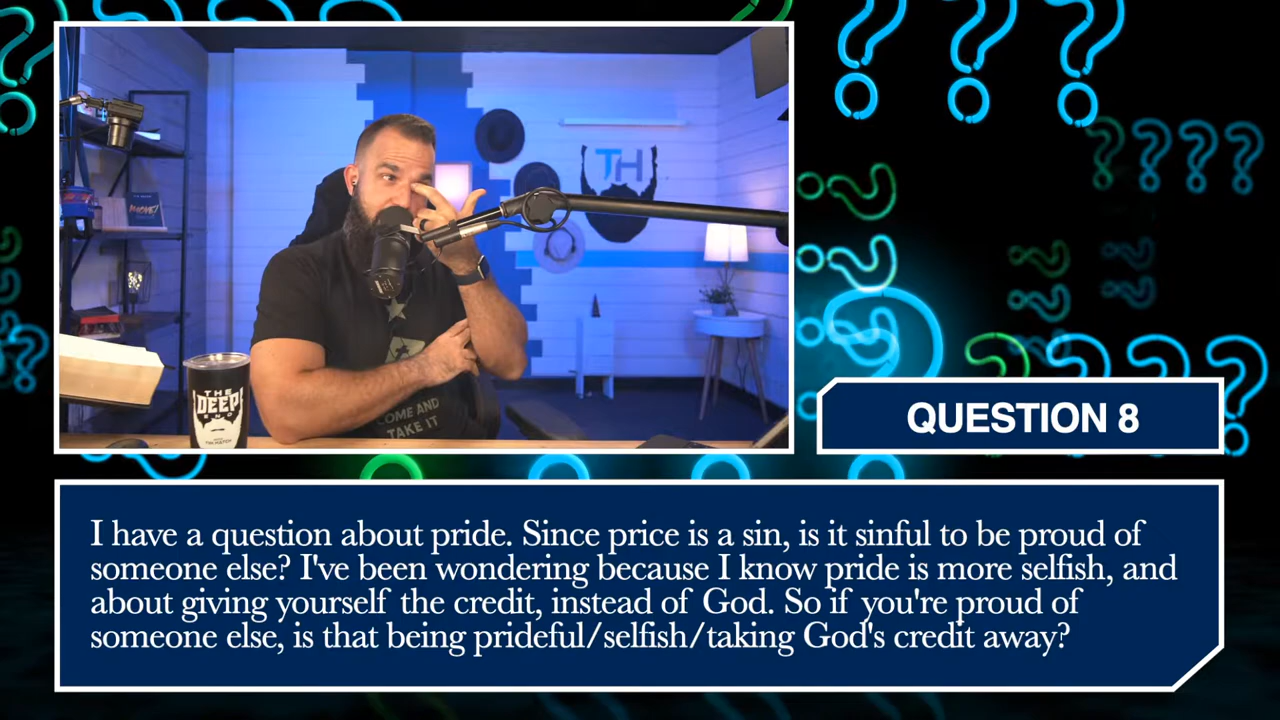 TH
MONEY
THE
DEEP
END
COME AND
TAKE IT
QUESTION 8
I have a question about pride. Since price is a sin, is it sinful to be proud of
someone else? I've been wondering because I know pride is more selfish, and
about giving yourself the credit, instead of God. So if you're proud of
someone else, is that being prideful/selfish/taking God's credit away?